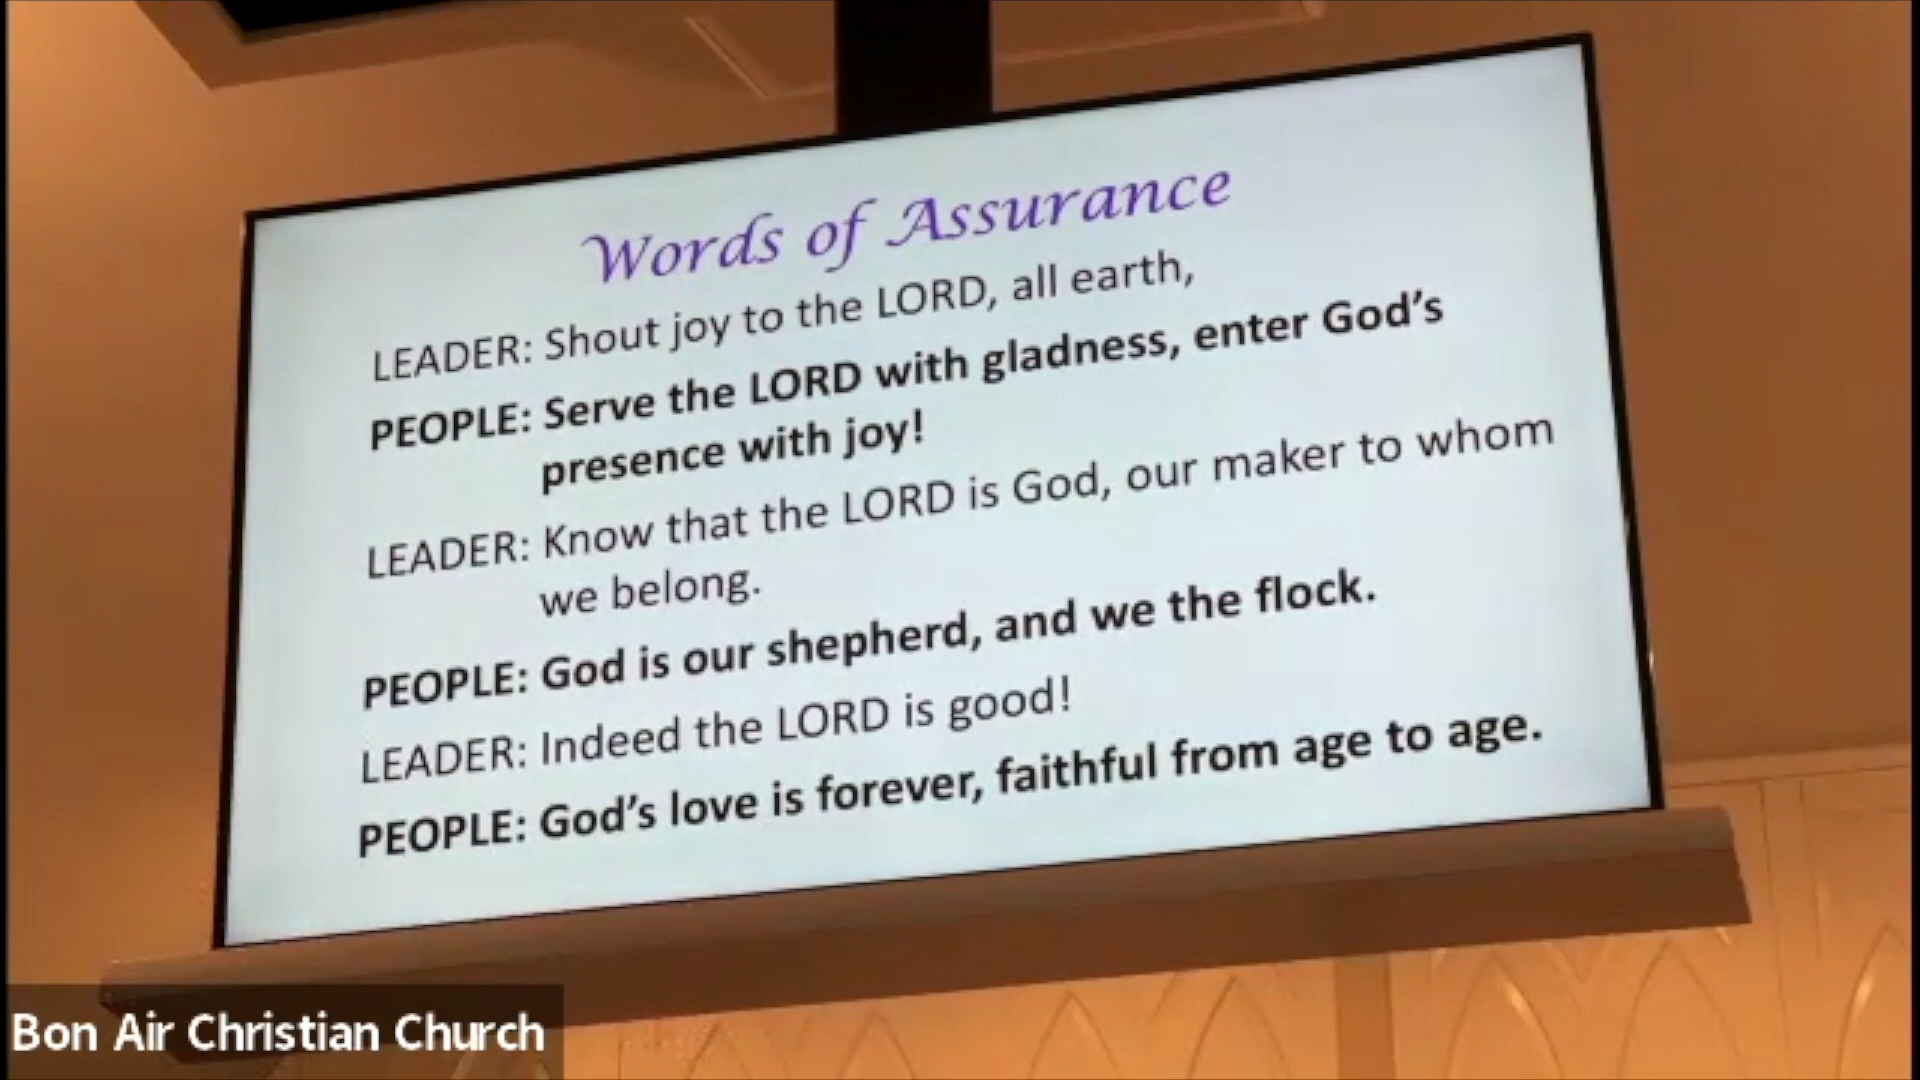 Words of Assurance
LEADER: Shout joy to the LORD, all earth,
PEOPLE: Serve the LORD with gladness, enter God's
presence with joy!
LEADER: Know that the LORD is God, our maker to whom
we belong.
PEOPLE: God is our shepherd, and we the flock.
LEADER: Indeed the LORD is good!
PEOPLE: God's love is forever, faithful from age to age.
Bon Air Christian Church